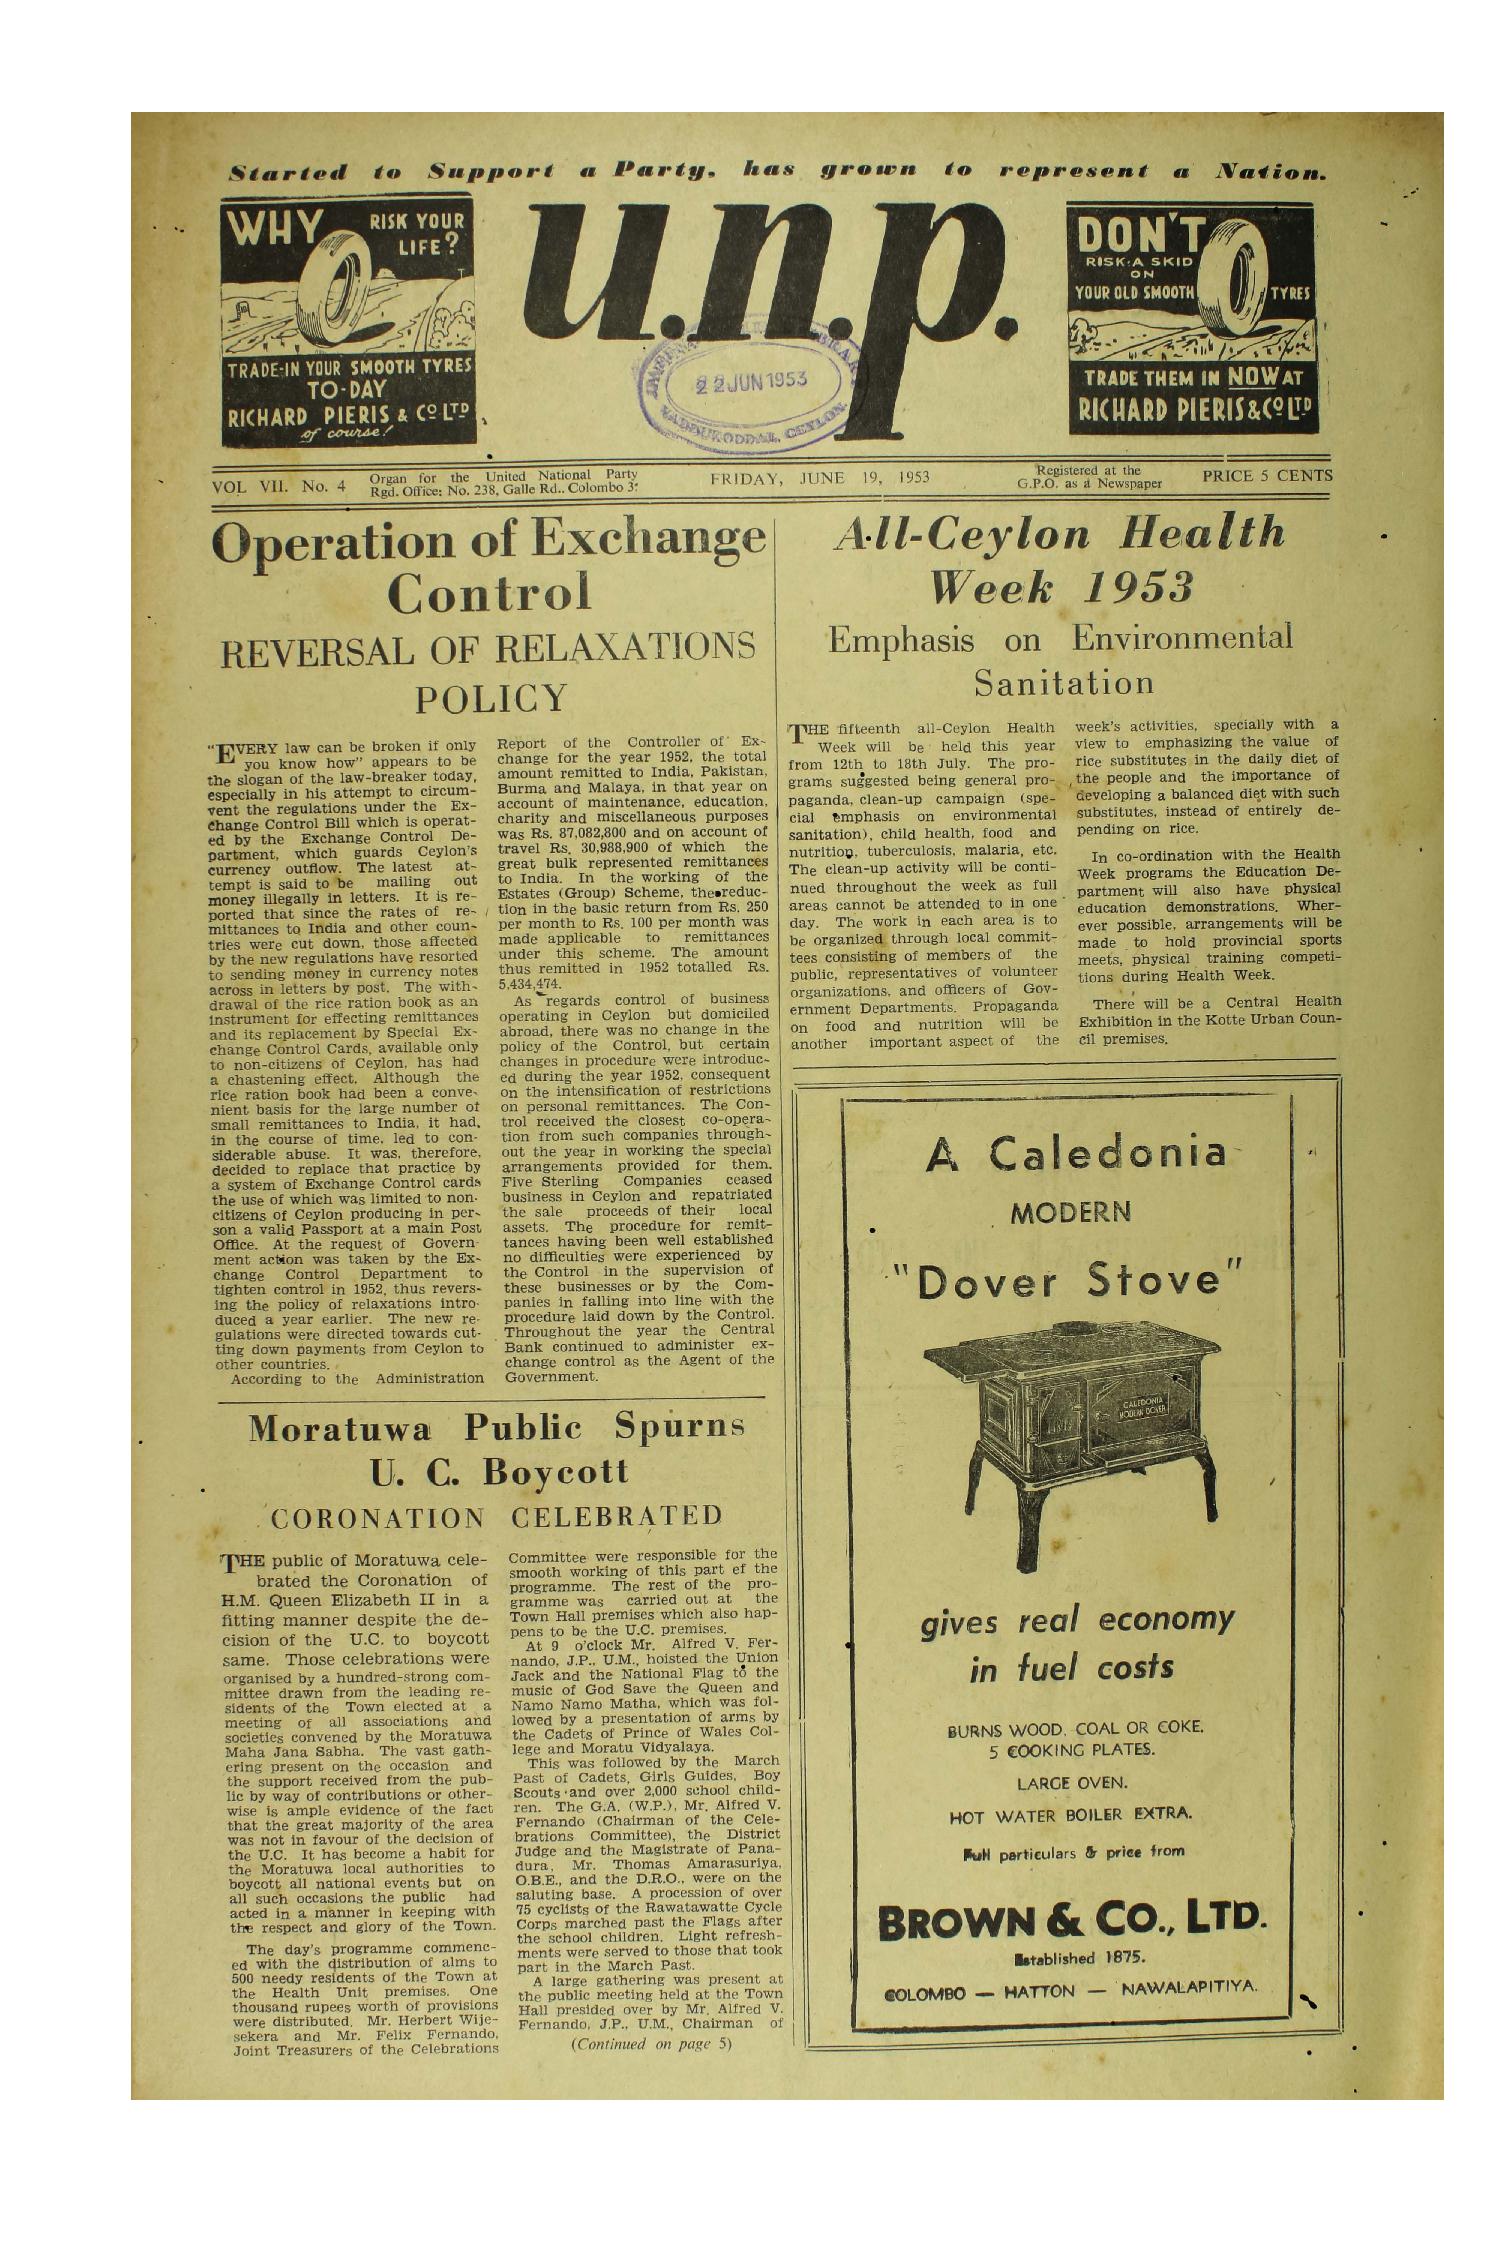 Started to Support a Party, has grown to represent a Nation.
WHY RISK YOUR
LIFE?
TRADE-IN YOUR SMOOTH TYRES
TO-DAY
RICHARD PIERIS & Co LTD
of course!
u.n.p.
22 JUN 1953
VADDUKODDAI, CEYLON.
DON'T
RISK A SKID
ON
YOUR OLD SMOOTH TYRES
TRADE THEM IN NOW AT
RICHARD PIERIS & Co LTD
VOL VII. No. 4
Organ for the United National Party
Rgd. Office: No. 238, Galle Rd., Colombo 3.
FRIDAY, JUNE 19, 1953
Registered at the
G.P.O. as a Newspaper
PRICE 5 CENTS
Operation of Exchange
Control
REVERSAL OF RELAXATIONS
POLICY
"EVERY law can be broken if only
you know how" appears to be
the slogan of the law-breaker today,
especially in his attempt to circum-
vent the regulations under the Ex-
change Control Bill which is operat-
ed by the Exchange Control De-
partment, which guards Ceylon's
currency outflow. The latest at-
tempt is said to be mailing out
money illegally in letters. It is re-
ported that since the rates of re-
mittances to India and other coun-
tries were cut down, those affected
by the new regulations have resorted
to sending money in currency notes
across in letters by post. The with-
drawal of the rice ration book as an
instrument for effecting remittances
and its replacement by Special Ex-
change Control Cards, available only
to non-citizens of Ceylon, has had
a chastening effect. Although the
rice ration book had been a conve-
nient basis for the large number of
small remittances to India, it had,
in the course of time, led to con-
siderable abuse. It was, therefore,
decided to replace that practice by
a system of Exchange Control cards
the use of which was limited to non-
citizens of Ceylon producing in per-
son a valid Passport at a main Post
Office. At the request of Govern-
ment action was taken by the Ex-
change Control Department to
tighten control in 1952, thus revers-
ing the policy of relaxations intro-
duced a year earlier. The new re-
gulations were directed towards cut-
ting down payments from Ceylon to
other countries.
According to the Administration
Report of the Controller of Ex-
change for the year 1952, the total
amount remitted to India, Pakistan,
Burma and Malaya, in that year on
account of maintenance, education,
charity and miscellaneous purposes
was Rs. 87,082,800 and on account of
travel Rs. 30,988,900 of which the
great bulk represented remittances
to India. In the working of the
Estates (Group) Scheme, the reduc-
tion in the basic return from Rs. 250
per month to Rs. 100 per month was
made applicable to remittances
under this scheme. The amount
thus remitted in 1952 totalled Rs.
5,434,474.
As regards control of business
operating in Ceylon but domiciled
abroad, there was no change in the
policy of the Control, but certain
changes in procedure were introduc-
ed during the year 1952, consequent
on the intensification of restrictions
on personal remittances. The Con-
trol received the closest co-opera-
tion from such companies through-
out the year in working the special
arrangements provided for them.
Five Sterling Companies ceased
business in Ceylon and repatriated
the sale proceeds of their local
assets. The procedure for remit-
tances having been well established
no difficulties were experienced by
the Control in the supervision of
these businesses or by the Com-
panies in falling into line with the
procedure laid down by the Control.
Throughout the year the Central
Bank continued to administer ex-
change control as the Agent of the
Government.
Moratuwa Public Spurns
U. C. Boycott
CORONATION CELEBRATED
THE public of Moratuwa cele-
brated the Coronation of
H.M. Queen Elizabeth II in a
fitting manner despite the de-
cision of the U.C. to boycott
same. Those celebrations were
organised by a hundred-strong com-
mittee drawn from the leading re-
sidents of the Town elected at a
meeting of all associations and
societies convened by the Moratuwa
Maha Jana Sabha. The vast gath-
ering present on the occasion and
the support received from the pub-
lic by way of contributions or other-
wise is ample evidence of the fact
that the great majority of the area
was not in favour of the decision of
the U.C. It has become a habit for
the Moratuwa local authorities to
boycott all national events but on
all such occasions the public had
acted in a manner in keeping with
the respect and glory of the Town.
The day's programme commenc-
ed with the distribution of alms to
500 needy residents of the Town at
the Health Unit premises. One
thousand rupees worth of provisions
were distributed. Mr. Herbert Wije-
sekera and Mr. Felix Fernando,
Joint Treasurers of the Celebrations
Committee were responsible for the
smooth working of this part ef the
programme. The rest of the pro-
gramme was carried out at the
Town Hall premises which also hap-
pens to be the U.C. premises.
At 9 o'clock Mr. Alfred V. Fer-
nando, J.P., U.M., hoisted the Union
Jack and the National Flag to the
music of God Save the Queen and
Namo Namo Matha, which was fol-
lowed by a presentation of arms by
the Cadets of Prince of Wales Col-
lege and Moratu Vidyalaya.
This was followed by the March
Past of Cadets, Girls Guides, Boy
Scouts and over 2,000 school child-
ren. The G.A. (W.P.), Mr. Alfred V.
Fernando (Chairman of the Cele-
brations Committee), the District
Judge and the Magistrate of Pana-
dura, Mr. Thomas Amarasuriya,
O.B.E., and the D.R.O., were on the
saluting base. A procession of over
75 cyclists of the Rawatawatte Cycle
Corps marched past the Flags after
the school children. Light refresh-
ments were served to those that took
part in the March Past.
A large gathering was present at
the public meeting held at the Town
Hall presided over by Mr. Alfred V.
Fernando, J.P., U.M., Chairman of
(Continued on page 5)
All-Ceylon Health
Week 1953
Emphasis on Environmental
Sanitation
THE fifteenth all-Ceylon Health
Week will be held this year
from 12th to 18th July. The pro-
grams suggested being general pro-
paganda, clean-up campaign (spe-
cial emphasis on environmental
sanitation), child health, food and
nutrition, tuberculosis, malaria, etc.
The clean-up activity will be conti-
nued throughout the week as full
areas cannot be attended to in one
day. The work in each area is to
be organized through local commit-
tees consisting of members of the
public, representatives of volunteer
organizations, and officers of Gov-
ernment Departments. Propaganda
on food and nutrition will be
another important aspect of the
week's activities, specially with a
view to emphasizing the value of
rice substitutes in the daily diet of
the people and the importance of
developing a balanced diet with such
substitutes, instead of entirely de-
pending on rice.
In co-ordination with the Health
Week programs the Education De-
partment will also have physical
education demonstrations. Wher-
ever possible, arrangements will be
made to hold provincial sports
meets, physical training competi-
tions during Health Week.
There will be a Central Health
Exhibition in the Kotte Urban Coun-
cil premises.
A Caledonia
MODERN
"Dover Stove"
CALEDONIA
MODERN DOVER
gives real economy
in fuel costs
BURNS WOOD, COAL OR COKE.
5 COOKING PLATES.
LARGE OVEN.
HOT WATER BOILER EXTRA.
Full particulars & price from
BROWN & CO., LTD.
Established 1875.
COLOMBO — HATTON — NAWALAPITIYA.